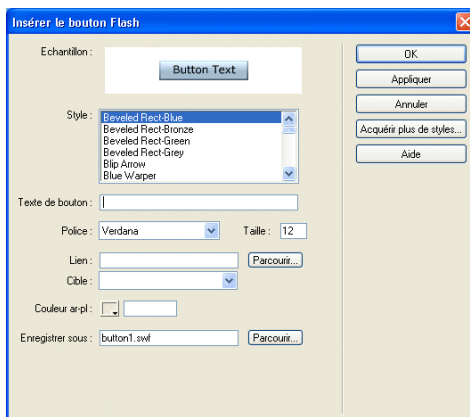 Insérer le bouton Flash
Echantillon :
Button Text
Style :
Beveled Rect-Blue
Beveled Rect-Bronze
Beveled Rect-Green
Beveled Rect-Grey
Blip Arrow
Blue Warper
Texte de bouton :
Police : Verdana Taille : 12
Lien : Parcourir...
Cible :
Couleur ar-pl :
Enregistrer sous : button1.swf Parcourir...
OK
Appliquer
Annuler
Acquérir plus de styles...
Aide